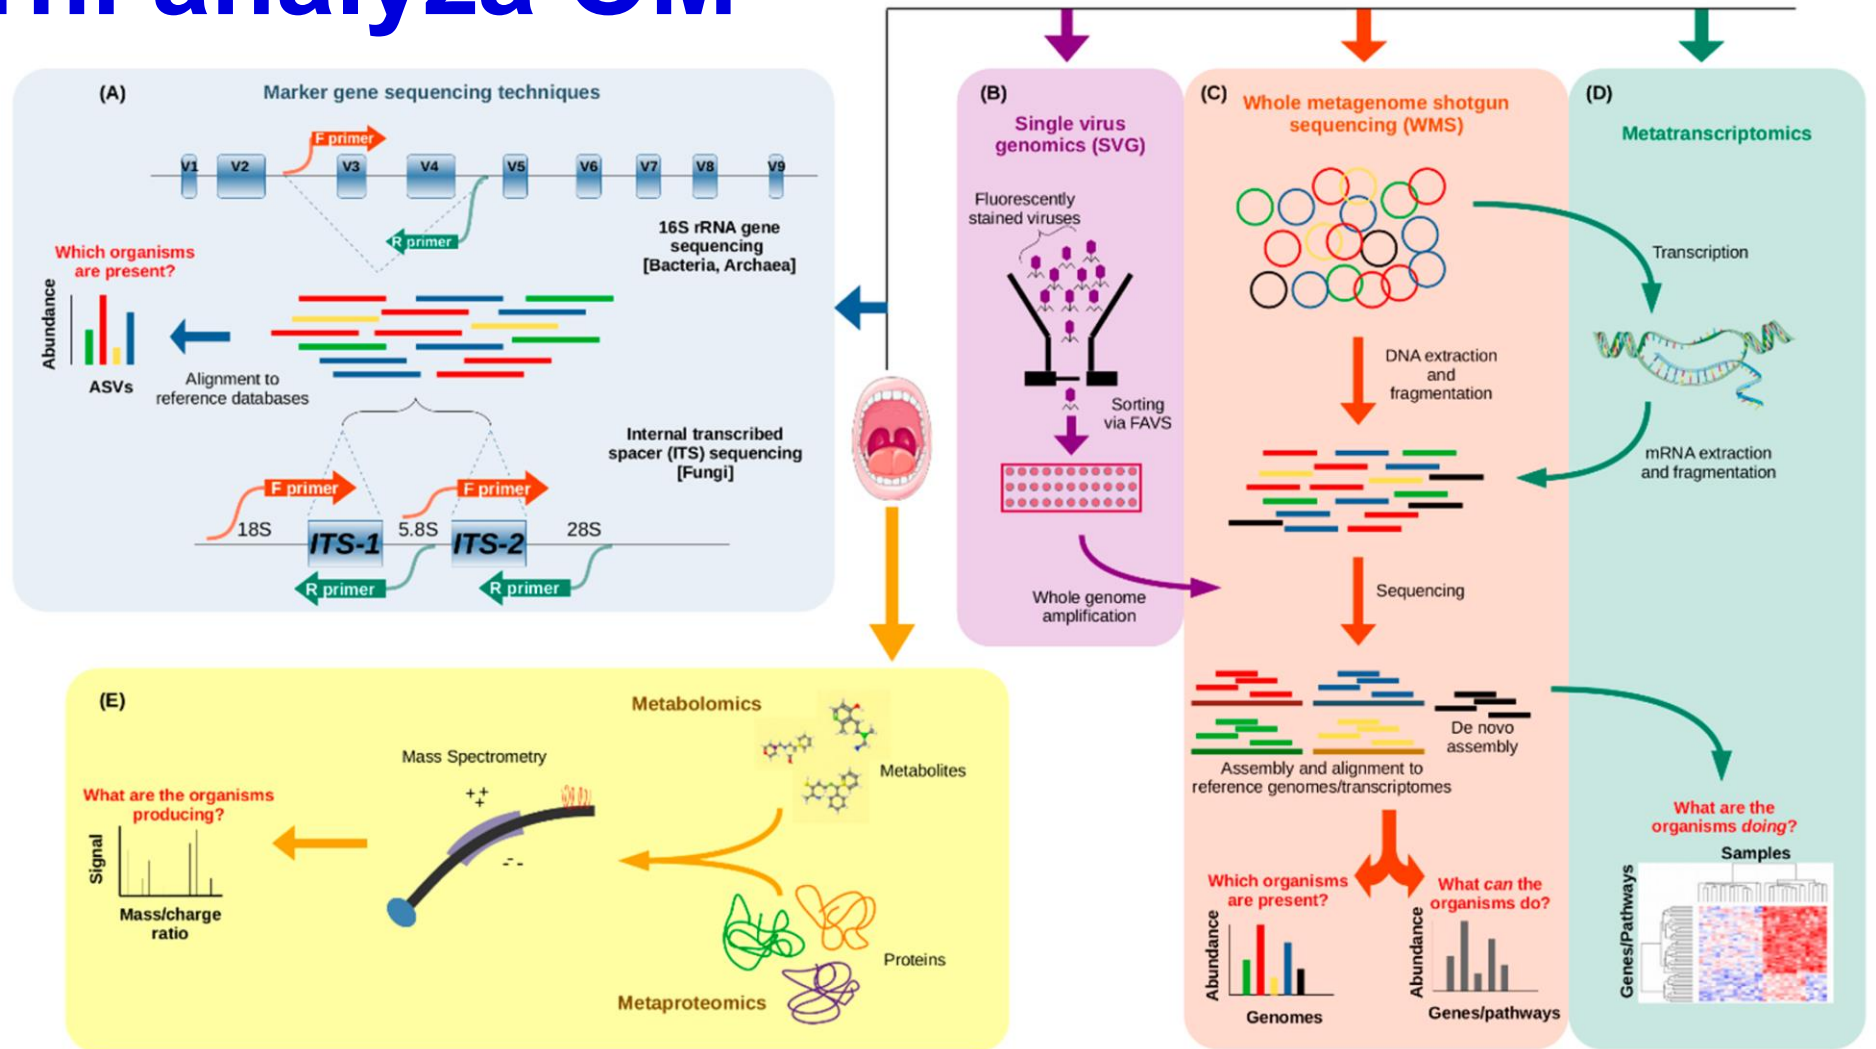 analýza OM
(A)
Marker gene sequencing techniques
F primer
V1
V2
V3
V4
V5
V6
V7
V8
V9
R primer
16S rRNA gene
sequencing
[Bacteria, Archaea]
Which organisms
are present?
Abundance
ASVs
Alignment to
reference databases
Internal transcribed
spacer (ITS) sequencing
[Fungi]
F primer
F primer
18S
ITS-1
5.8S
ITS-2
28S
R primer
R primer
(B)
Single virus
genomics (SVG)
Fluorescently
stained viruses
Sorting
via FAVS
Whole genome
amplification
(C)
Whole metagenome shotgun
sequencing (WMS)
DNA extraction
and
fragmentation
Sequencing
De novo
assembly
Assembly and alignment to
reference genomes/transcriptomes
Which organisms
are present?
Abundance
Genomes
What can the
organisms do?
Abundance
Genes/pathways
(D)
Metatranscriptomics
Transcription
mRNA extraction
and fragmentation
What are the
organisms doing?
Samples
Genes/Pathways
(E)
Metabolomics
Metabolites
Mass Spectrometry
++
+
- - -
What are the organisms
producing?
Signal
Mass/charge
ratio
Proteins
Metaproteomics